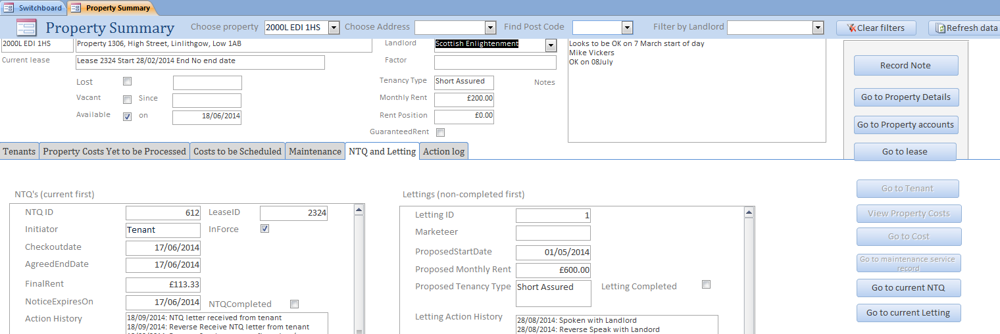 Switchboard Property Summary
Property Summary Choose property 2000L EDI 1HS Choose Address Find Post Code Filter by Landlord Clear filters Refresh data
2000L EDI 1HS Property 1306, High Street, Linlithgow, Low 1AB Landlord Scottish Enlightenment Looks to be OK on 7 March start of day
Mike Vickers
Current lease Lease 2324 Start 28/02/2014 End No end date Factor OK on 08July
Record Note
Lost Tenancy Type Short Assured Notes
Vacant Since Monthly Rent £200.00 Go to Property Details
Available on 18/06/2014 Rent Position £0.00
Go to Property accounts
GuaranteedRent
Tenants Property Costs Yet to be Processed Costs to be Scheduled Maintenance NTQ and Letting Action log Go to lease
NTQ's (current first) Lettings (non-completed first) Go to Tenant
NTQ ID 612 LeaseID 2324 Letting ID 1 View Property Costs
Initiator Tenant InForce Marketeer Go to Cost
Checkoutdate 17/06/2014 ProposedStartDate 01/05/2014
AgreedEndDate 17/06/2014 Proposed Monthly Rent £600.00 Go to maintenance service
record
FinalRent £113.33 Proposed Tenancy Type Short Assured Letting Completed Go to current NTQ
NoticeExpiresOn 17/06/2014 NTQCompleted
Action History 18/09/2014: NTQ letter received from tenant Letting Action History 28/08/2014: Spoken with Landlord Go to current Letting
18/09/2014: Reverse Receive NTQ letter from tenant 28/08/2014: Reverse Speak with Landord